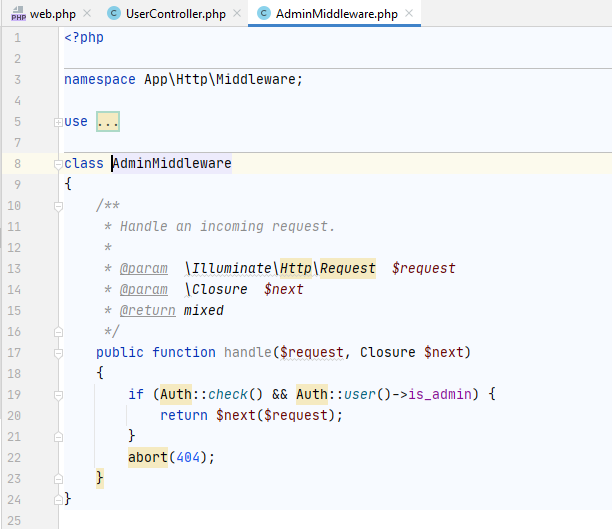 web.php UserController.php AdminMiddleware.php
1 <?php
2
3 namespace App\Http\Middleware;
4
5 use ...
7
8 class AdminMiddleware
9 {
10 /**
11 * Handle an incoming request.
12 *
13 * @param  \Illuminate\Http\Request  $request
14 * @param  \Closure  $next
15 * @return mixed
16 */
17 public function handle($request, Closure $next)
18 {
19 if (Auth::check() && Auth::user()->is_admin) {
20 return $next($request);
21 }
22 abort(404);
23 }
24 }
25